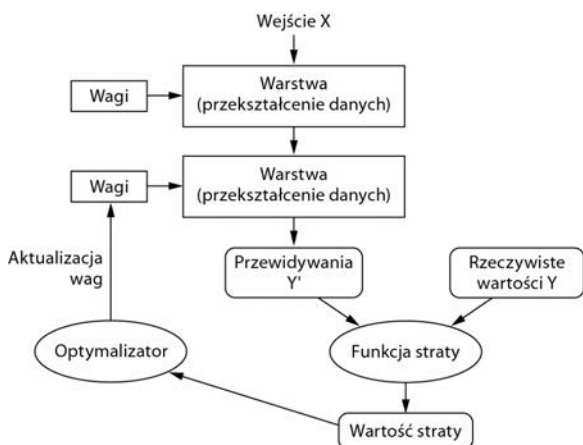 Wejście X
Wagi
Warstwa
(przekształcenie danych)
Wagi
Warstwa
(przekształcenie danych)
Aktualizacja
wag
Przewidywania
Y'
Rzeczywiste
wartości Y
Optymalizator
Funkcja straty
Wartość straty